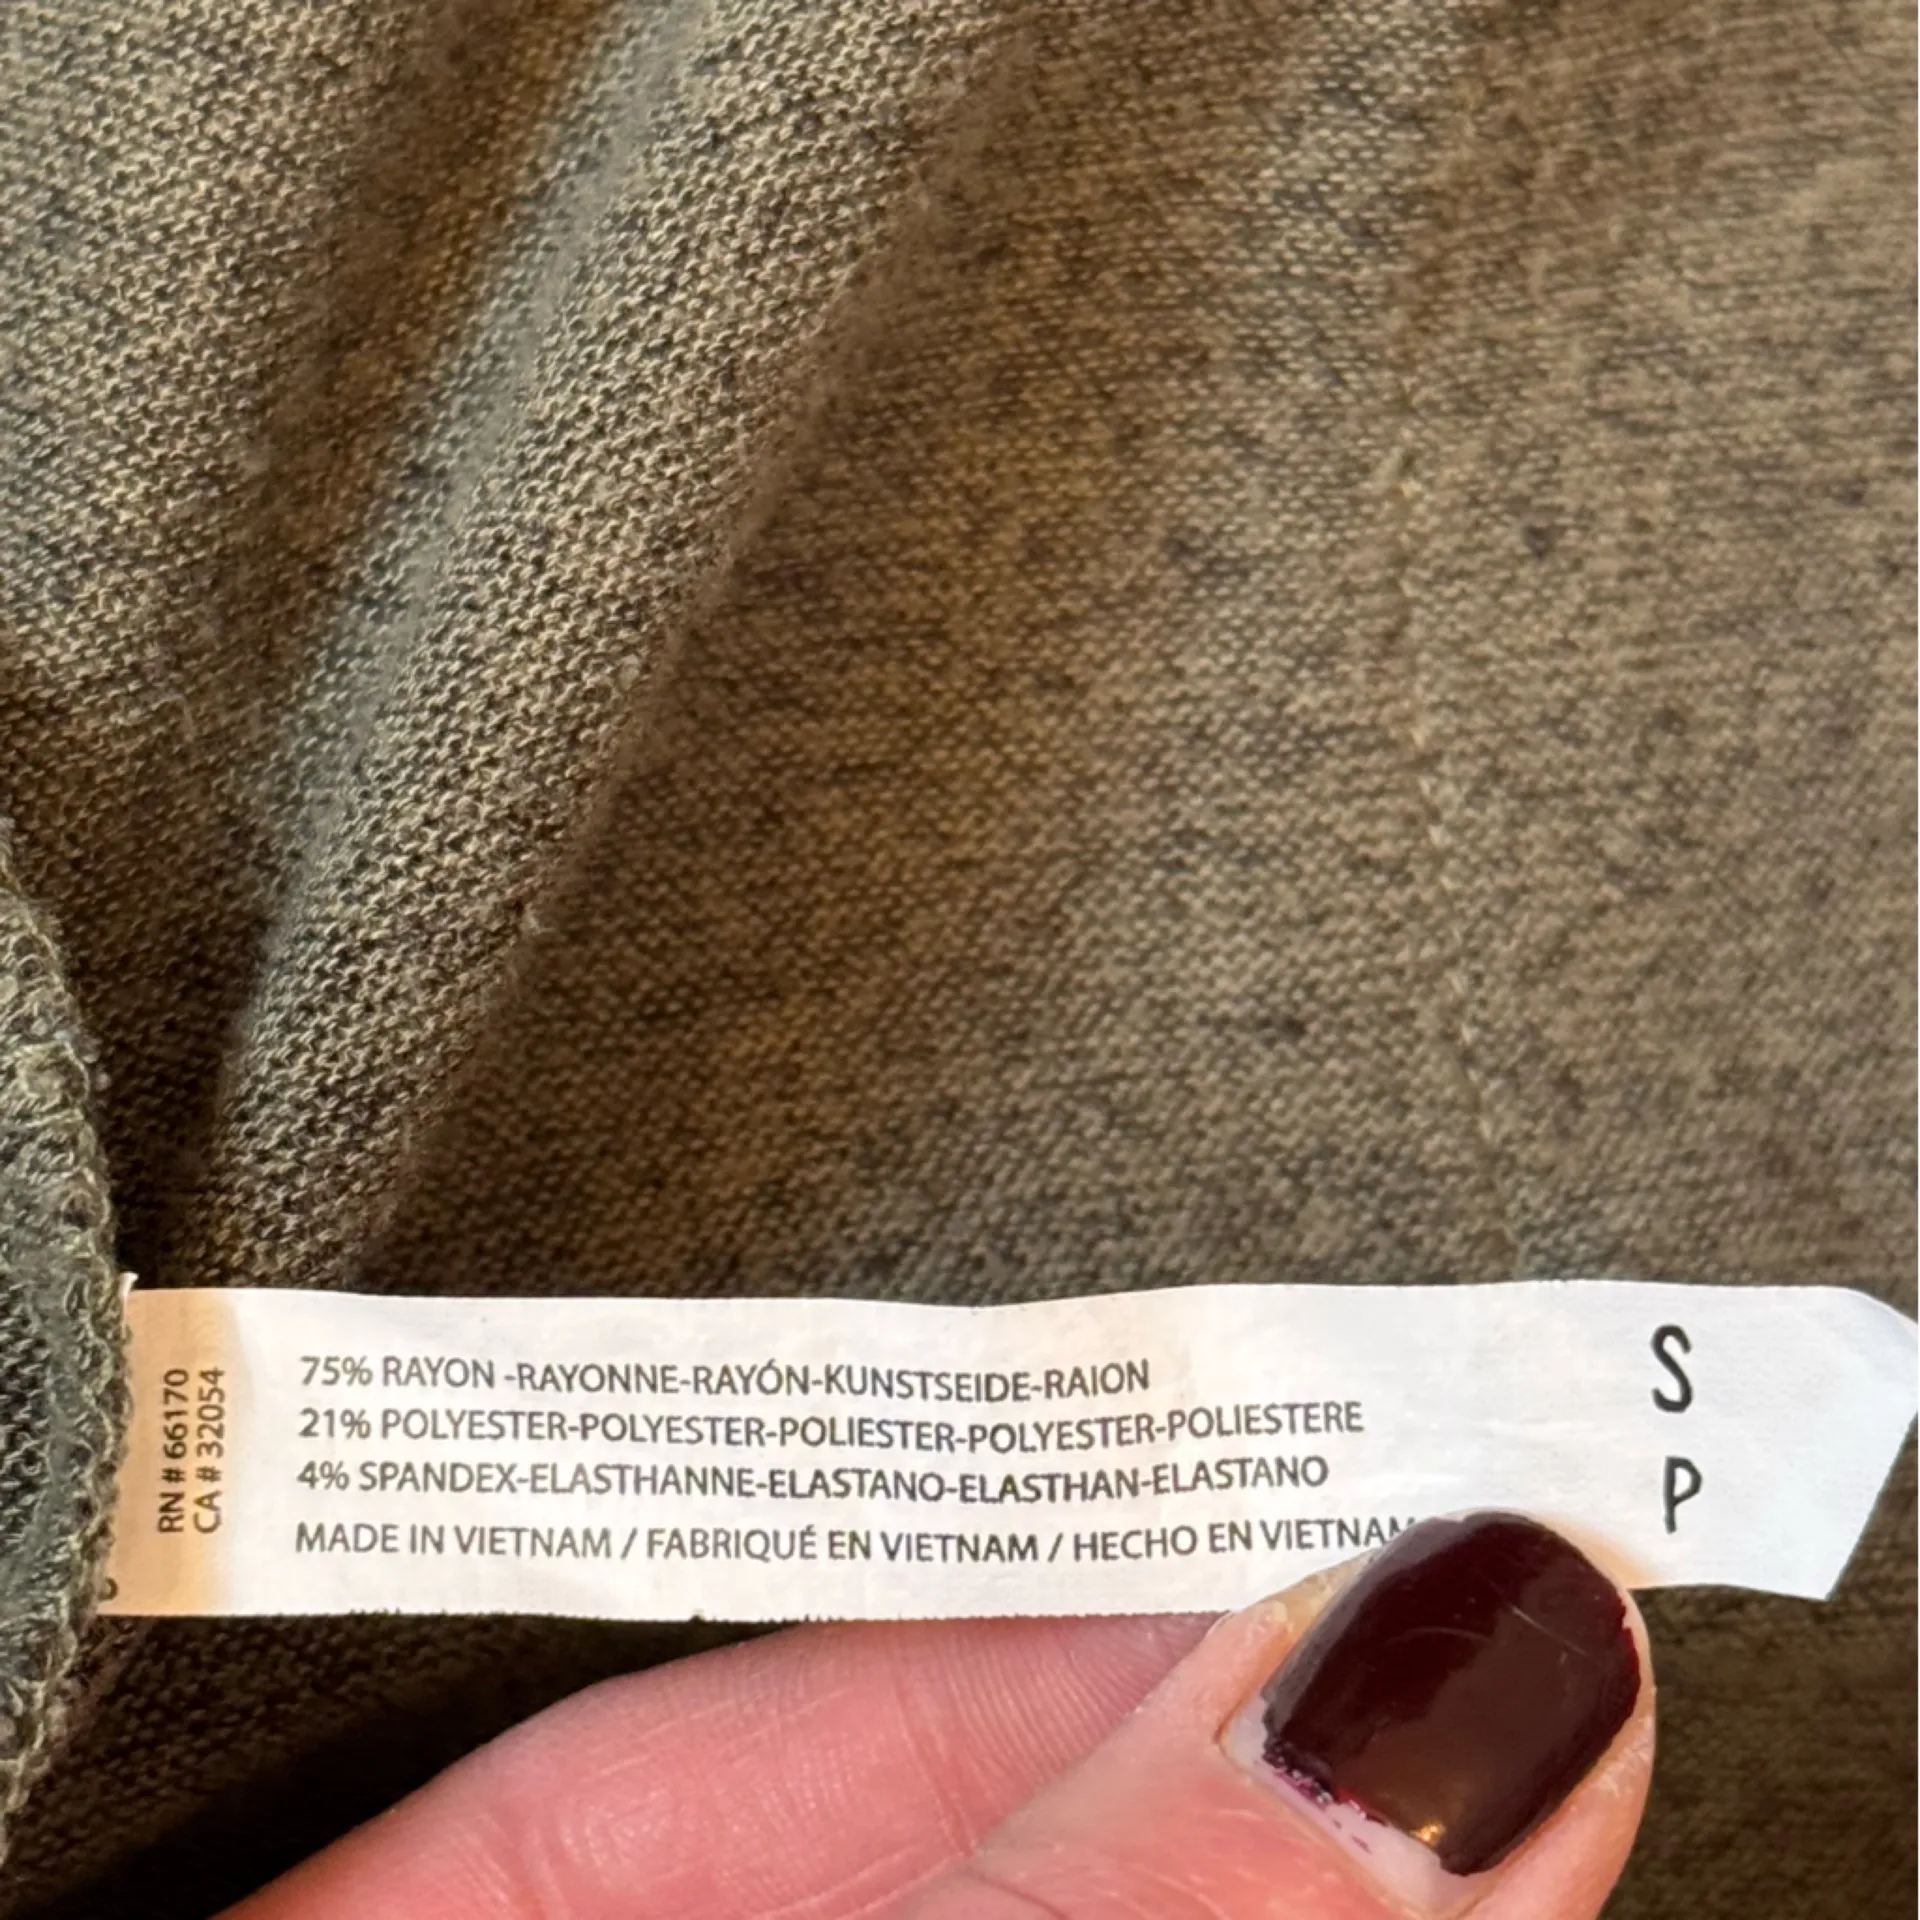 RN # 66170
CA # 32054
75% RAYON -RAYONNE-RAYÓN-KUNSTSEIDE-RAION
21% POLYESTER-POLYESTER-POLIESTER-POLYESTER-POLIESTERE
4% SPANDEX-ELASTHANNE-ELASTANO-ELASTHAN-ELASTANO
MADE IN VIETNAM / FABRIQUÉ EN VIETNAM / HECHO EN VIETNAM
S
P